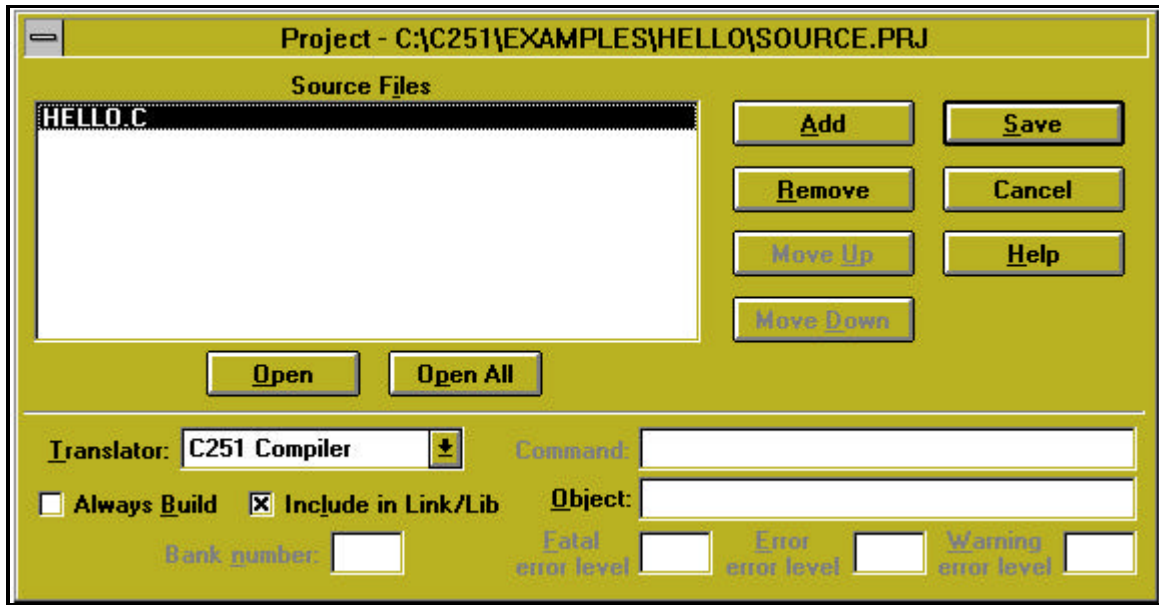 Project - C:\C251\EXAMPLES\HELLO\SOURCE.PRJ
Source Files
HELLO.C
Add
Save
Remove
Cancel
Move Up
Help
Move Down
Open
Open All
Translator:
C251 Compiler
Command:
Always Build
Include in Link/Lib
Object:
Bank number:
Fatal
error level
Error
error level
Warning
error level